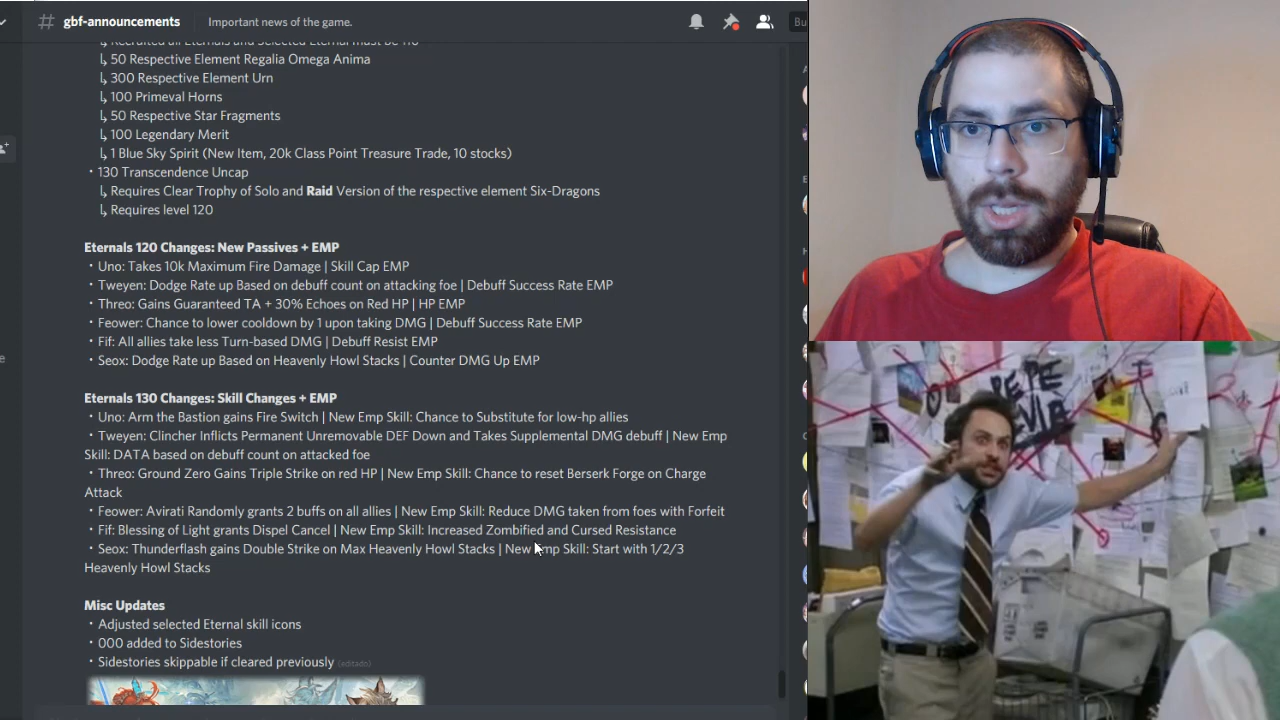 # gbf-announcements Important news of the game. Bu
Recruited all Eternals and Selected Eternal must be 110
↳ 50 Respective Element Regalia Omega Anima
↳ 300 Respective Element Urn
↳ 100 Primeval Horns
↳ 50 Respective Star Fragments
↳ 100 Legendary Merit
↳ 1 Blue Sky Spirit (New Item, 20k Class Point Treasure Trade, 10 stocks)
・130 Transcendence Uncap
↳ Requires Clear Trophy of Solo and Raid Version of the respective element Six-Dragons
↳ Requires level 120
Eternals 120 Changes: New Passives + EMP
・Uno: Takes 10k Maximum Fire Damage | Skill Cap EMP
・Tweyen: Dodge Rate up Based on debuff count on attacking foe | Debuff Success Rate EMP
・Threo: Gains Guaranteed TA + 30% Echoes on Red HP | HP EMP
・Feower: Chance to lower cooldown by 1 upon taking DMG | Debuff Success Rate EMP
・Fif: All allies take less Turn-based DMG | Debuff Resist EMP
・Seox: Dodge Rate up Based on Heavenly Howl Stacks | Counter DMG Up EMP
Eternals 130 Changes: Skill Changes + EMP
・Uno: Arm the Bastion gains Fire Switch | New Emp Skill: Chance to Substitute for low-hp allies
・Tweyen: Clincher Inflicts Permanent Unremovable DEF Down and Takes Supplemental DMG debuff | New Emp
Skill: DATA based on debuff count on attacked foe
・Threo: Ground Zero Gains Triple Strike on red HP | New Emp Skill: Chance to reset Berserk Forge on Charge
Attack
・Feower: Avirati Randomly grants 2 buffs on all allies | New Emp Skill: Reduce DMG taken from foes with Forfeit
・Fif: Blessing of Light grants Dispel Cancel | New Emp Skill: Increased Zombified and Cursed Resistance
・Seox: Thunderflash gains Double Strike on Max Heavenly Howl Stacks | New Emp Skill: Start with 1/2/3
Heavenly Howl Stacks
Misc Updates
・Adjusted selected Eternal skill icons
・000 added to Sidestories
・Sidestories skippable if cleared previously (editado)
PEPE
SILVIA